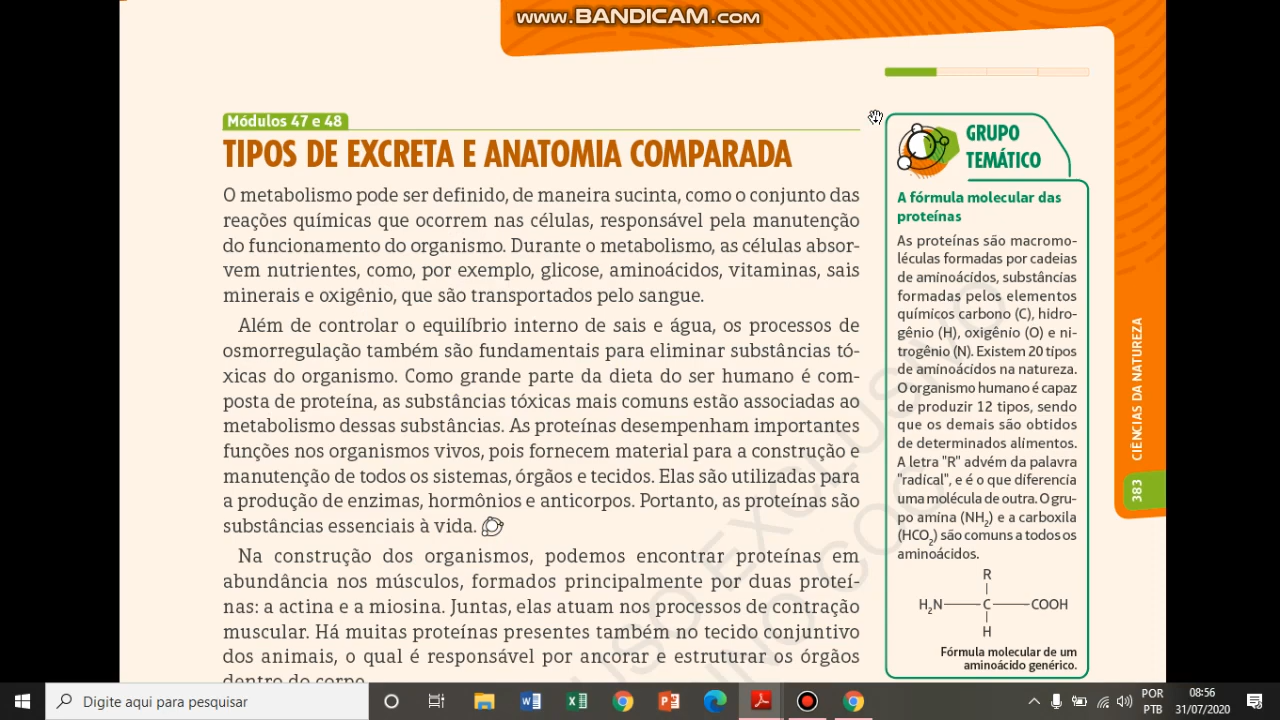 www.BANDICAM.com
Módulos 47 e 48
TIPOS DE EXCRETA E ANATOMIA COMPARADA
O metabolismo pode ser definido, de maneira sucinta, como o conjunto das
reações químicas que ocorrem nas células, responsável pela manutenção
do funcionamento do organismo. Durante o metabolismo, as células absor-
vem nutrientes, como, por exemplo, glicose, aminoácidos, vitaminas, sais
minerais e oxigênio, que são transportados pelo sangue.
Além de controlar o equilíbrio interno de sais e água, os processos de
osmorregulação também são fundamentais para eliminar substâncias tó-
xicas do organismo. Como grande parte da dieta do ser humano é com-
posta de proteína, as substâncias tóxicas mais comuns estão associadas ao
metabolismo dessas substâncias. As proteínas desempenham importantes
funções nos organismos vivos, pois fornecem material para a construção e
manutenção de todos os sistemas, órgãos e tecidos. Elas são utilizadas para
a produção de enzimas, hormônios e anticorpos. Portanto, as proteínas são
substâncias essenciais à vida.
Na construção dos organismos, podemos encontrar proteínas em
abundância nos músculos, formados principalmente por duas proteí-
nas: a actina e a miosina. Juntas, elas atuam nos processos de contração
muscular. Há muitas proteínas presentes também no tecido conjuntivo
dos animais, o qual é responsável por ancorar e estruturar os órgãos
dentro do corpo
GRUPO
TEMÁTICO
A fórmula molecular das
proteínas
As proteínas são macromo-
léculas formadas por cadeias
de aminoácidos, substâncias
formadas pelos elementos
químicos carbono (C), hidro-
gênio (H), oxigênio (O) e ni-
trogênio (N). Existem 20 tipos
de aminoácidos na natureza.
O organismo humano é capaz
de produzir 12 tipos, sendo
que os demais são obtidos
de determinados alimentos.
A letra "R" advém da palavra
"radical", e é o que diferencia
uma molécula de outra. O gru-
po amina (NH₂) e a carboxila
(HCO₂) são comuns a todos os
aminoácidos.
R
H₂N C COOH
H
Fórmula molecular de um
aminoácido genérico.
CIÊNCIAS DA NATUREZA
383
USO EXCLUSIVO
Digite aqui para pesquisar
POR
PTB
08:56
31/07/2020